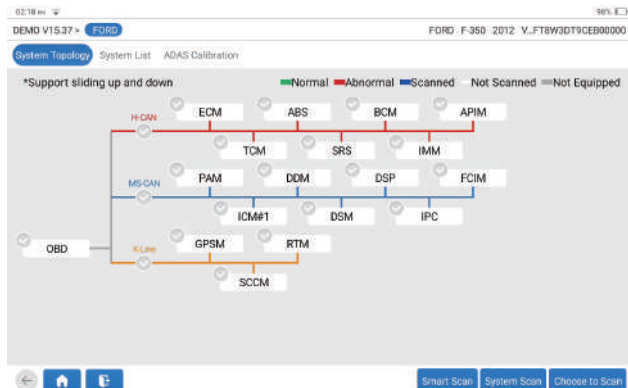 02:18 PM 98%
DEMO V15.37 > FORD FORD F-350 2012 V...FT8W3DT9CEB00000
System Topology System List ADAS Calibration
*Support sliding up and down Normal Abnormal Scanned Not Scanned Not Equipped
H-CAN ECM ABS BCM APIM
TCM SRS IMM
MS-CAN PAM DDM DSP FCIM
ICM#1 DSM IPC
OBD K-Line GPSM RTM
SCCM
Smart Scan System Scan Choose to Scan